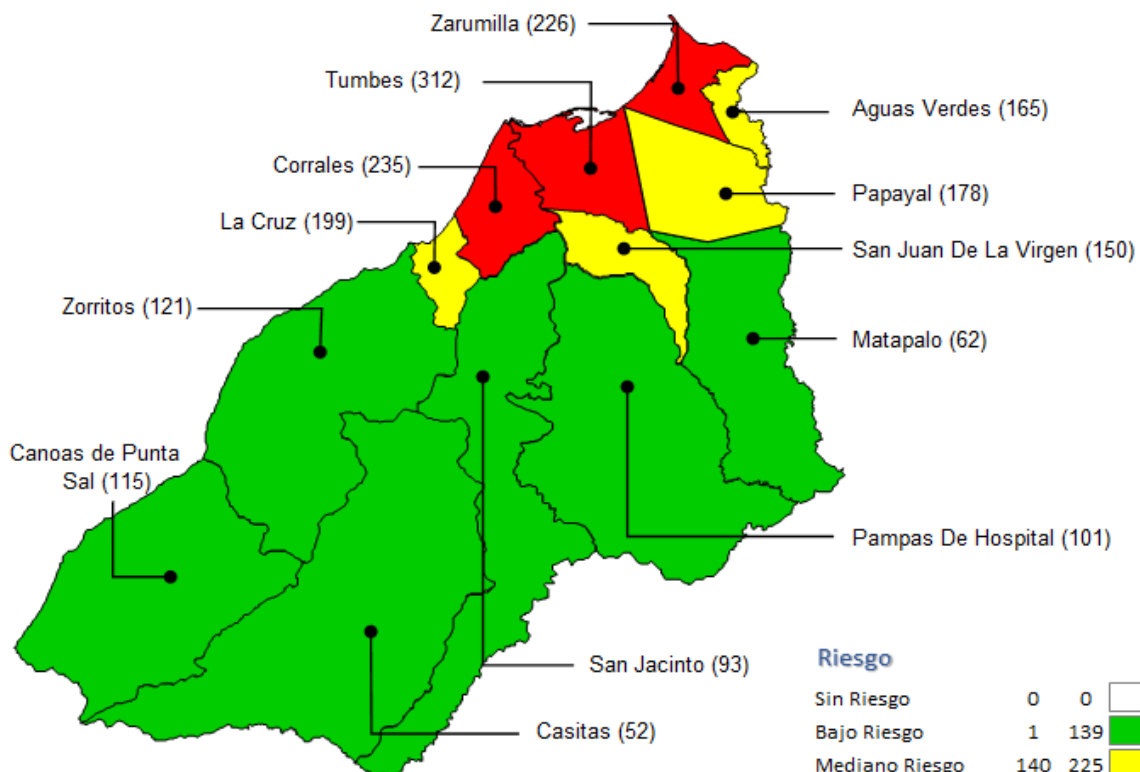 Zarumilla (226)
Tumbes (312)
Aguas Verdes (165)
Corrales (235)
Papayal (178)
La Cruz (199)
San Juan De La Virgen (150)
Zorritos (121)
Matapalo (62)
Canoas de Punta
Sal (115)
Pampas De Hospital (101)
San Jacinto (93)
Casitas (52)
Riesgo
Sin Riesgo 0 0
Bajo Riesgo 1 139
Mediano Riesgo 140 225